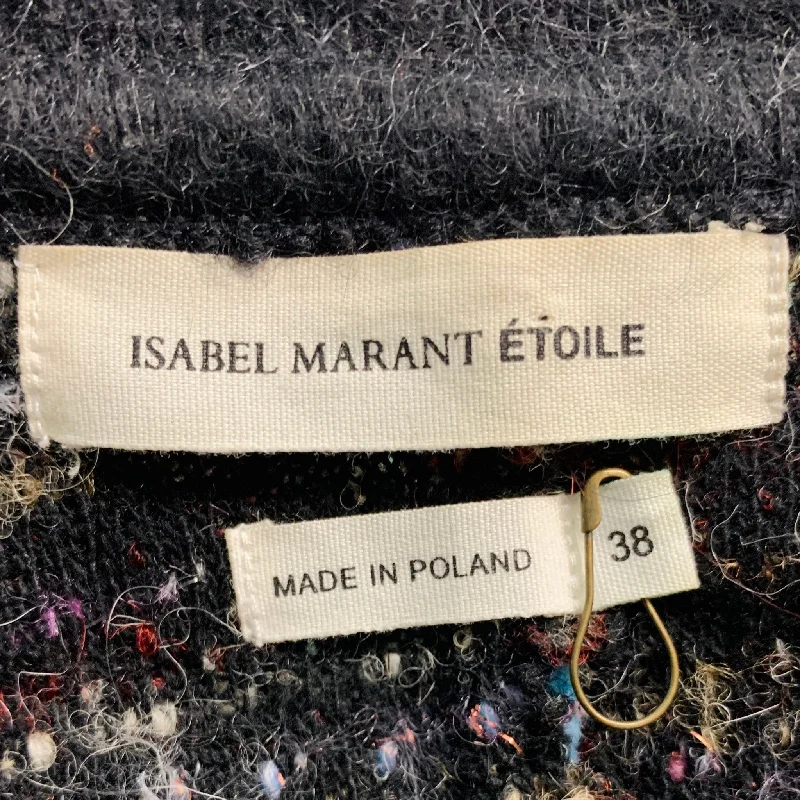 ISABEL MARANT ÉTOILE
MADE IN POLAND
38